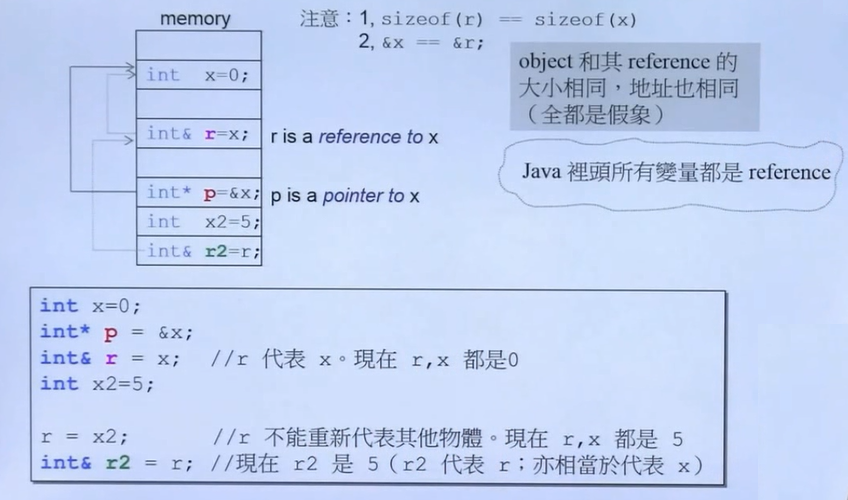 memory
注意：1, sizeof(r) == sizeof(x)
2, &x == &r;
int x=0;
int& r=x;
r is a reference to x
int* p=&x;
p is a pointer to x
int x2=5;
int& r2=r;
object 和其 reference 的
大小相同，地址也相同
（全都是假象）
Java 裡頭所有變量都是 reference
int x=0;
int* p = &x;
int& r = x; //r 代表 x。現在 r,x 都是0
int x2=5;
r = x2; //r 不能重新代表其他物體。現在 r,x 都是 5
int& r2 = r; //現在 r2 是 5（r2 代表 r；亦相當於代表 x）